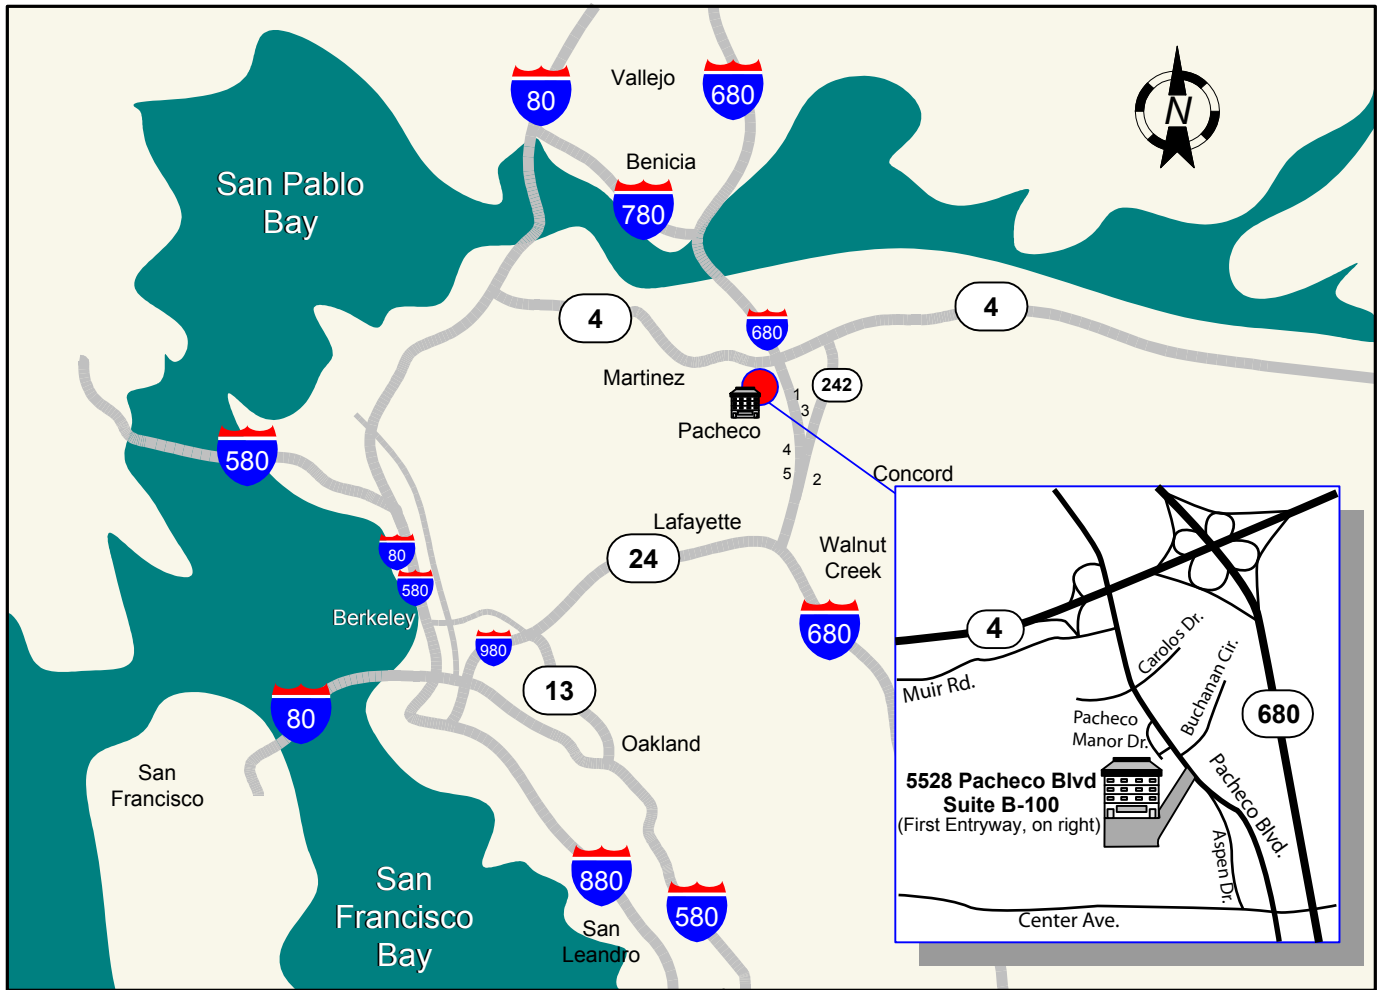 Vallejo
80
680
N
Benicia
San Pablo
Bay
780
4
4
680
Martinez
242
1
3
Pacheco
4
5
2
Concord
580
Lafayette
24
Walnut
Creek
80
580
Berkeley
680
980
13
80
Oakland
San
Francisco
880
San
Francisco
Bay
580
San
Leandro
4
Carolos Dr.
Buchanan Cir.
Muir Rd.
Pacheco
Manor Dr.
680
5528 Pacheco Blvd
Suite B-100
(First Entryway, on right)
Pacheco Blvd.
Aspen Dr.
Center Ave.